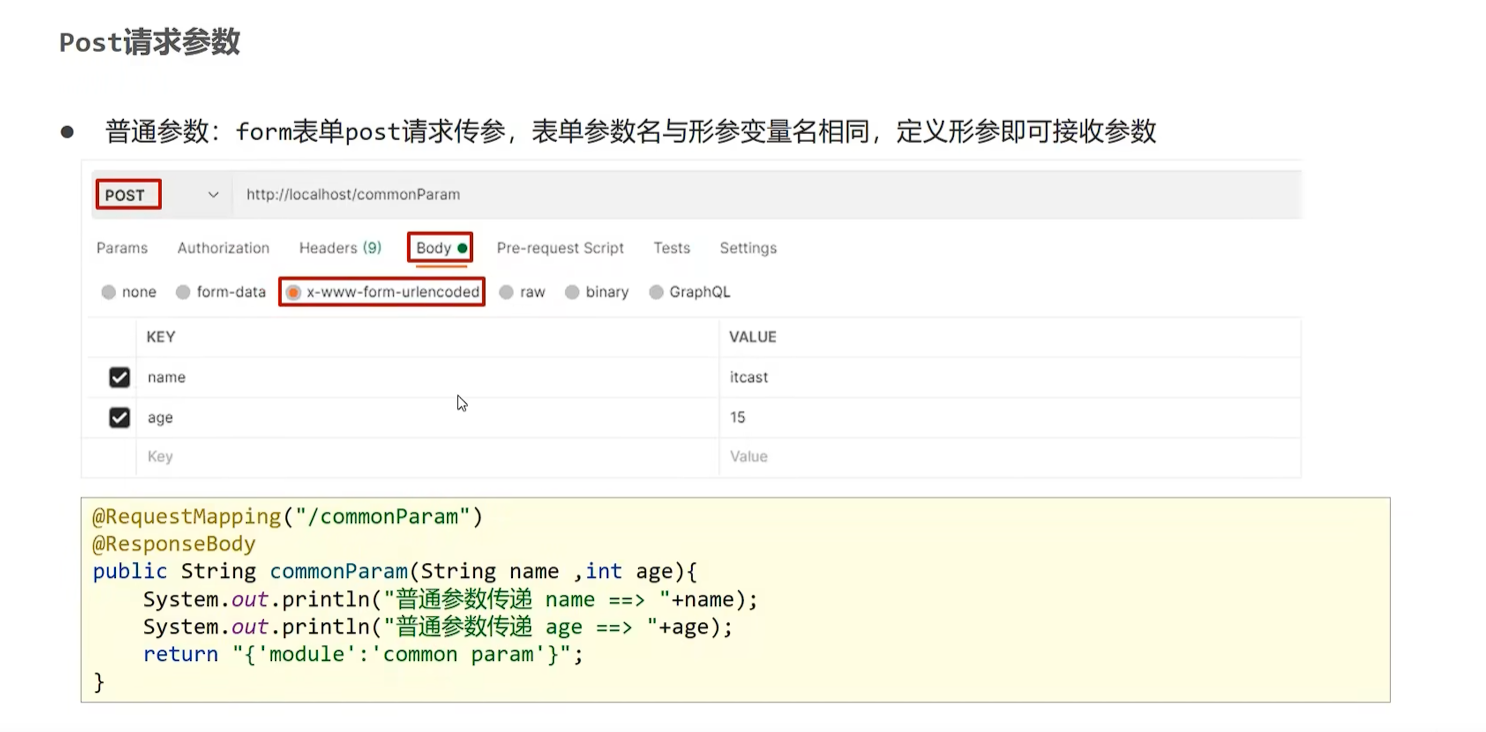 Post请求参数
● 普通参数：form表单post请求传参，表单参数名与形参变量名相同，定义形参即可接收参数
POST http://localhost/commonParam
Params Authorization Headers (9) Body Pre-request Script Tests Settings
none form-data x-www-form-urlencoded raw binary GraphQL
KEY VALUE
name itcast
age 15
Key Value
@RequestMapping("/commonParam")
@ResponseBody
public String commonParam(String name ,int age){
    System.out.println("普通参数传递 name ==> "+name);
    System.out.println("普通参数传递 age ==> "+age);
    return "{'module':'common param'}";
}